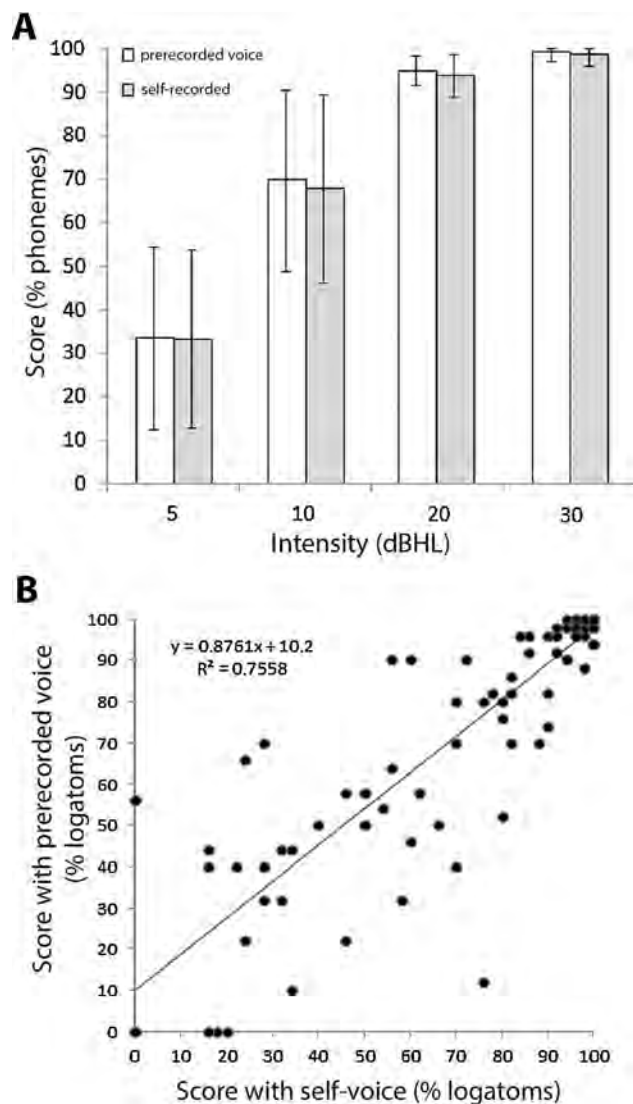 A
prerecorded voice
self-recorded
100
90
80
70
60
50
40
30
20
10
0
Score (% phonemes)
5 10 20 30
Intensity (dBHL)
B
y = 0.8761x + 10.2
R² = 0.7558
100
90
80
70
60
50
40
30
20
10
0
Score with prerecorded voice
(% logatoms)
0 10 20 30 40 50 60 70 80 90 100
Score with self-voice (% logatoms)